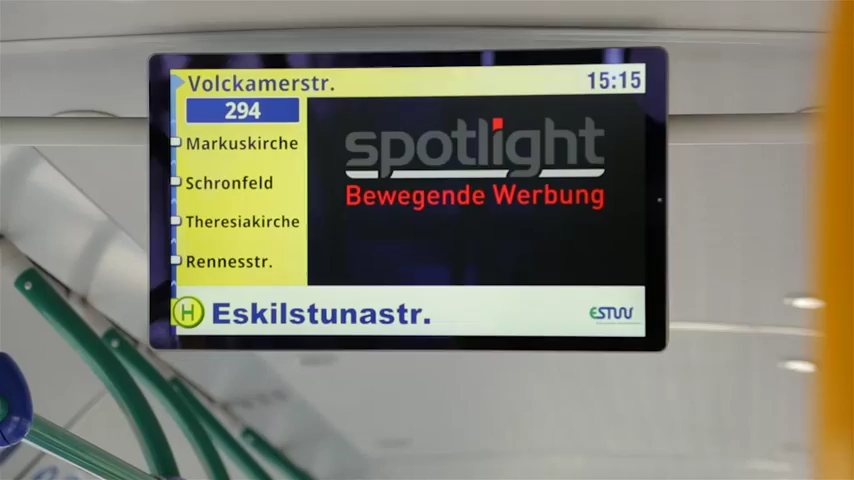 Volckamerstr.
15:15
294
Markuskirche
Schronfeld
Theresiakirche
Rennesstr.
spotlight
Bewegende Werbung
H
Eskilstunastr.
ESTW